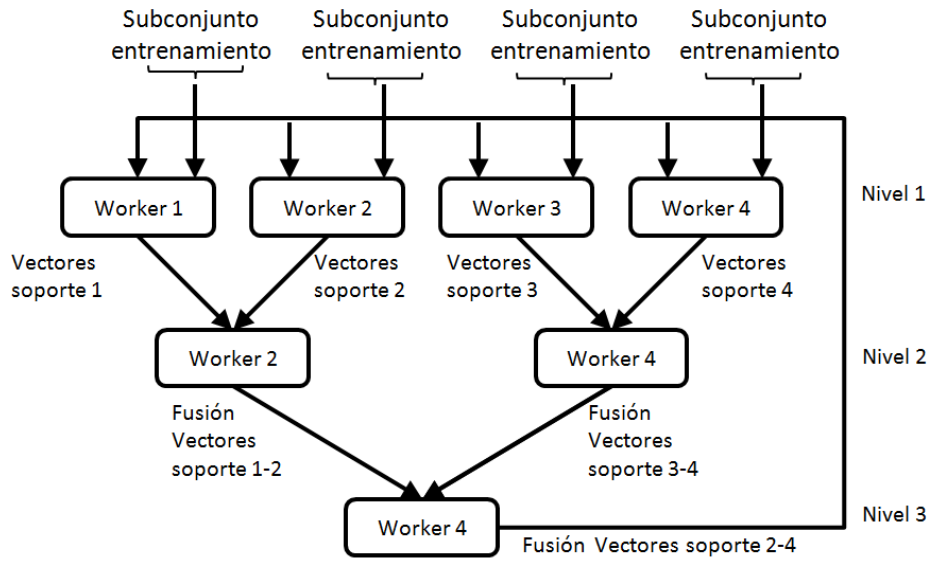 Subconjunto
entrenamiento
Subconjunto
entrenamiento
Subconjunto
entrenamiento
Subconjunto
entrenamiento
Worker 1
Worker 2
Worker 3
Worker 4
Nivel 1
Vectores
soporte 1
Vectores
soporte 2
Vectores
soporte 3
Vectores
soporte 4
Worker 2
Worker 4
Nivel 2
Fusión
Vectores
soporte 1-2
Fusión
Vectores
soporte 3-4
Worker 4
Nivel 3
Fusión Vectores soporte 2-4